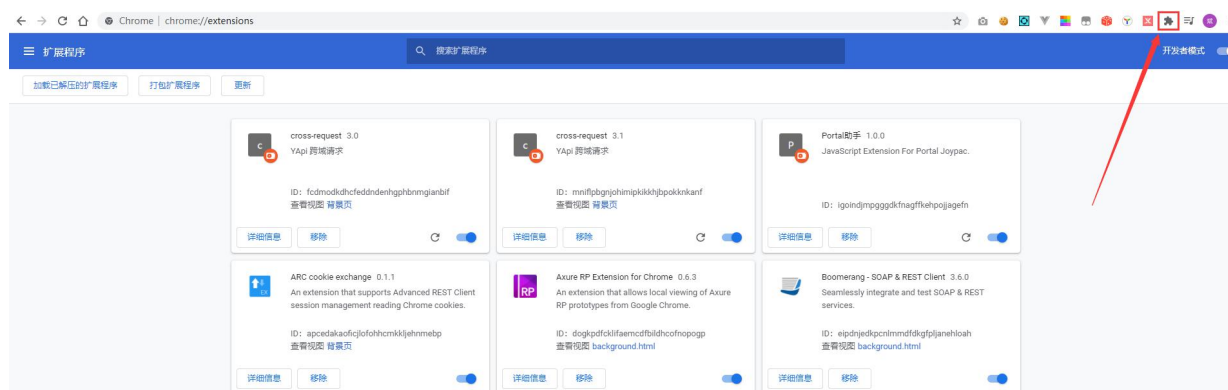 Chrome | chrome://extensions
扩展程序
搜索扩展程序
开发者模式
加载已解压的扩展程序 打包扩展程序 更新
cross-request 3.0
YApi 跨域请求
ID: fcdmodkdhcfeddndenhgphbnmgianbif
查看视图 背景页
详细信息 移除
cross-request 3.1
YApi 跨域请求
ID: mniflpbgnjohimipkikkhjbpokknkanf
查看视图 背景页
详细信息 移除
P
Portal助手 1.0.0
JavaScript Extension For Portal Joypac.
ID: igoindjmpgggdkfnagffkehpojjagefn
详细信息 移除
ARC cookie exchange 0.1.1
An extension that supports Advanced REST Client
session management reading Chrome cookies.
ID: apcedakaoficjlofohhcmkkljehnmebp
查看视图 背景页
详细信息 移除
RP
Axure RP Extension for Chrome 0.6.3
An extension that allows local viewing of Axure
RP prototypes from Google Chrome.
ID: dogkpdfcklifaemcdfbildhcofnopogp
查看视图 background.html
详细信息 移除
Boomerang - SOAP & REST Client 3.6.0
Seamlessly integrate and test SOAP & REST
services.
ID: eipdnjedkpcnlmmdfdkgfpljanehloah
查看视图 background.html
详细信息 移除